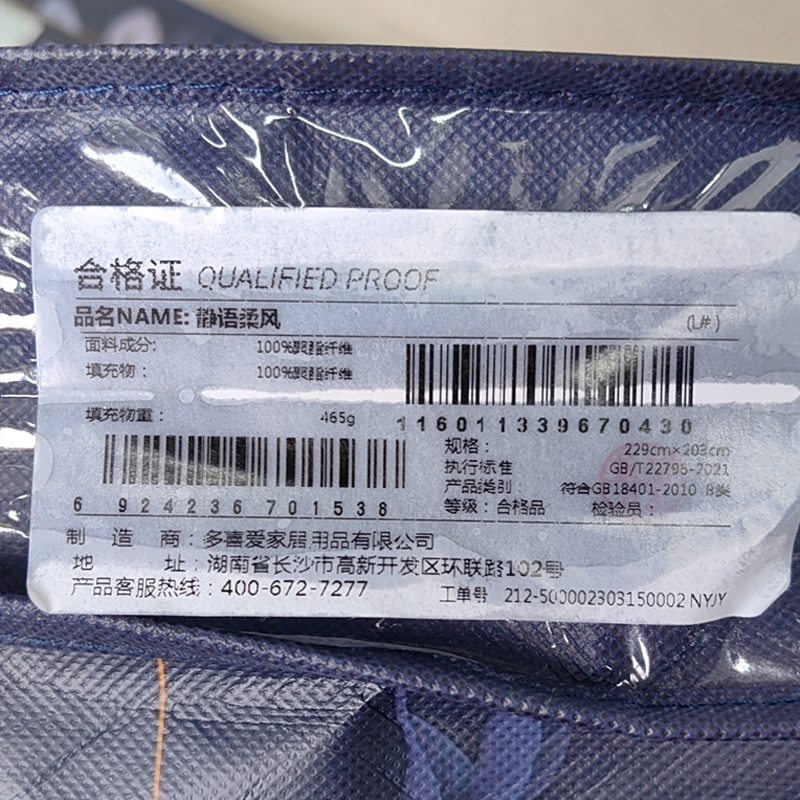 合格证 QUALIFIED PROOF
品名NAME: 静语柔风 (L#)
面料成分: 100%聚酯纤维
填充物: 100%聚酯纤维
填充物重: 465g
116011339670430
6 924236 701538
规格: 229cm×203cm
执行标准 GB/T22796-2021
产品类别: 符合GB18401-2010 B类
等级: 合格品 检验员:
制造商: 多喜爱家居用品有限公司
地址: 湖南省长沙市高新开发区环联路102号
产品客服热线: 400-672-7277
工单号 212-500002303150002 NYJY